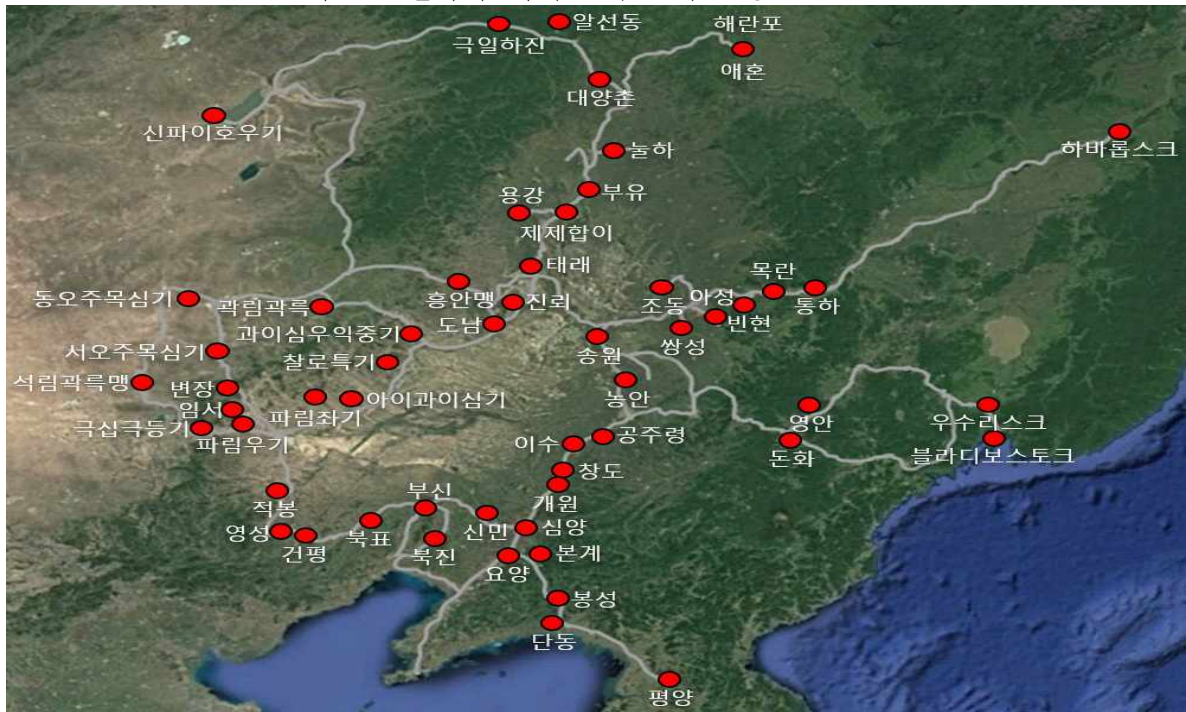 알선동
해란포
극일하진
애혼
대양촌
신파이호우기
눌하
하바롭스크
용강
부유
제제합이
태래
목란
동오주목심기
곽림곽륵
흥안맹
진뢰
조동
아성
통하
빈현
과이심우익중기
도남
쌍성
송원
서오주목심기
찰로특기
석림곽륵맹
변장
농안
임서
파림좌기
아이과이심기
극십극등기
파림우기
영안
우수리스크
이수
공주령
돈화
블라디보스토크
창도
적봉
부신
개원
영성
건평
북표
북진
신민
심양
요양
본계
봉성
단동
평양